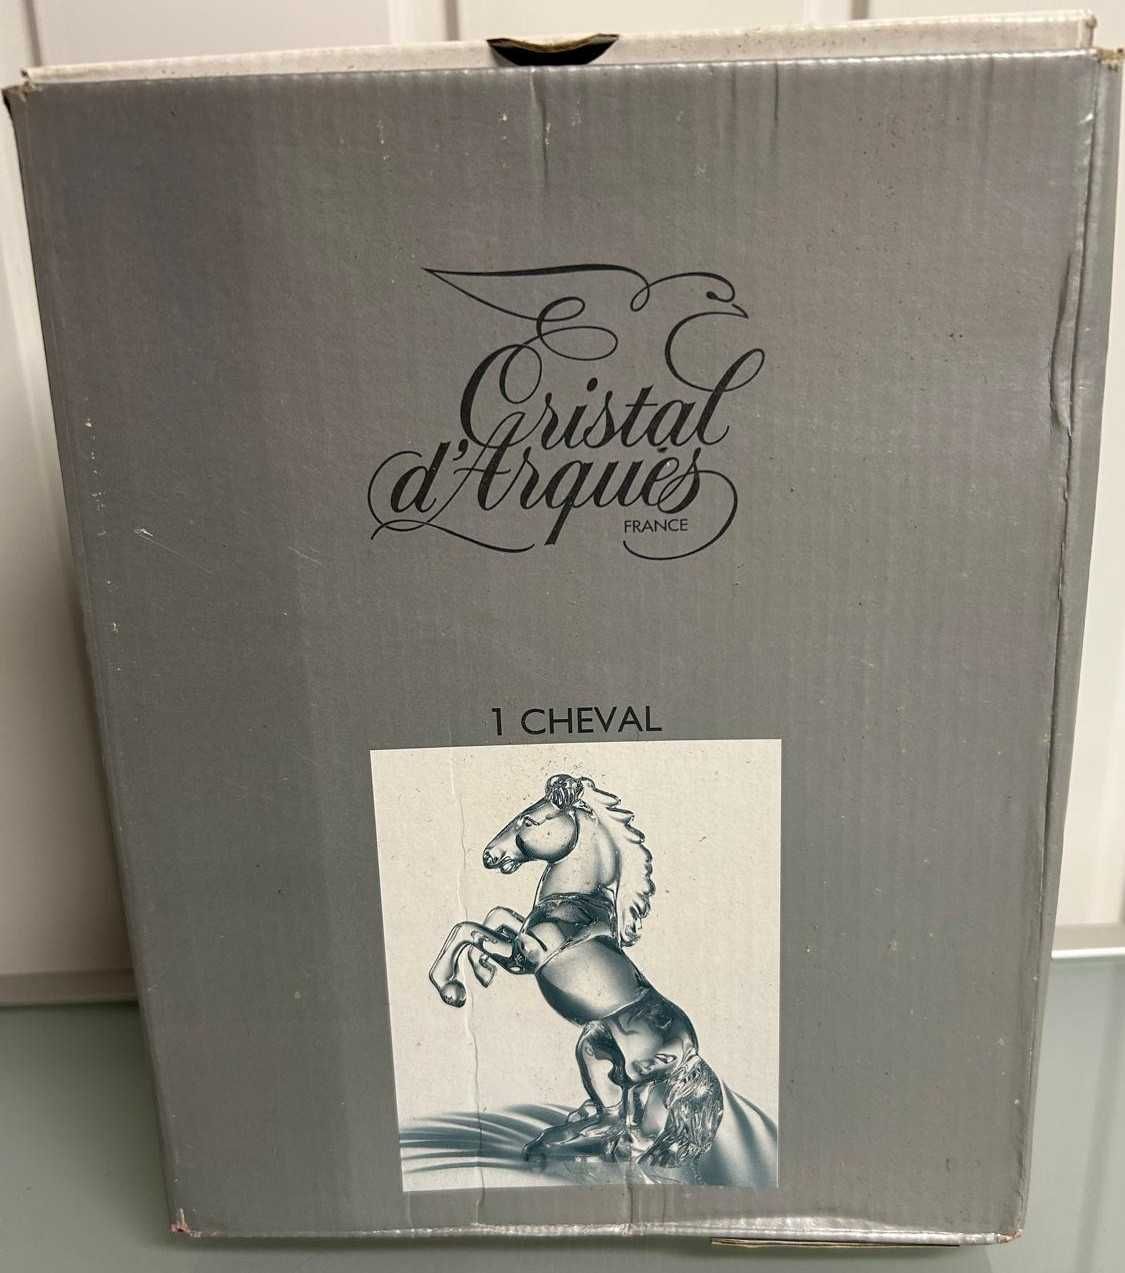 Cristal
d'Arques
FRANCE
1 CHEVAL